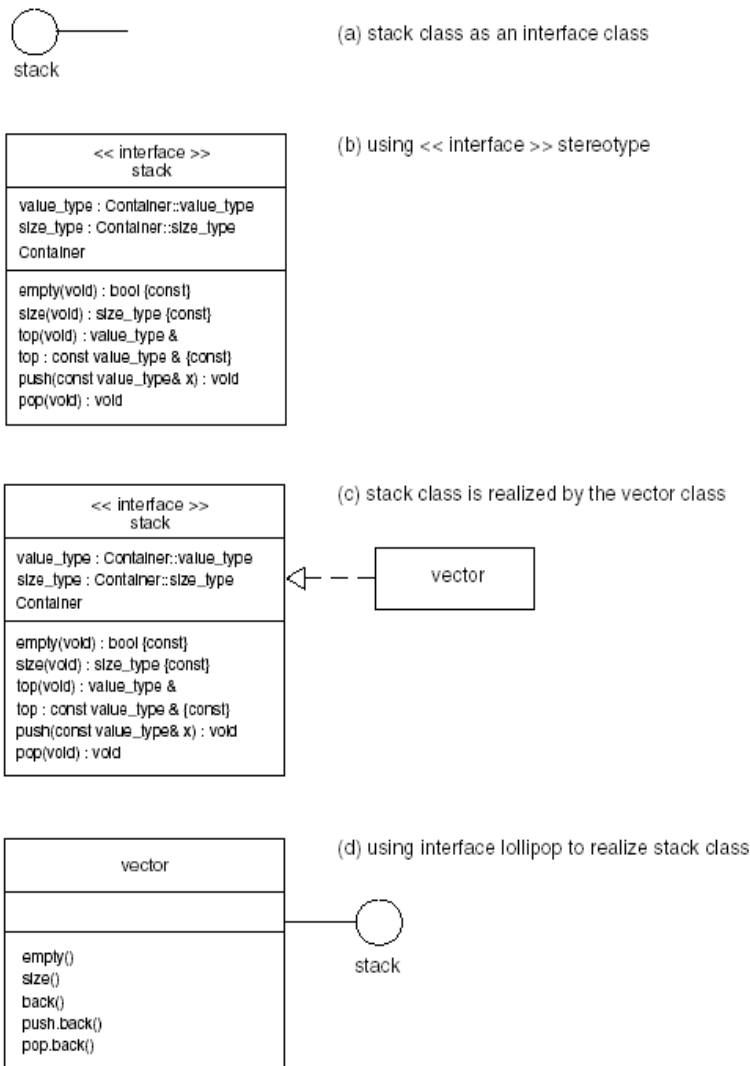 (a) stack class as an interface class
stack
(b) using << interface >> stereotype
<< interface >>
stack
value_type : Container::value_type
size_type : Container::size_type
Container
empty(void) : bool {const}
size(void) : size_type {const}
top(void) : value_type &
top : const value_type & {const}
push(const value_type& x) : void
pop(void) : void
(c) stack class is realized by the vector class
<< interface >>
stack
value_type : Container::value_type
size_type : Container::size_type
Container
empty(void) : bool {const}
size(void) : size_type {const}
top(void) : value_type &
top : const value_type & {const}
push(const value_type& x) : void
pop(void) : void
vector
(d) using interface lollipop to realize stack class
vector
empty()
size()
back()
push.back()
pop.back()
stack